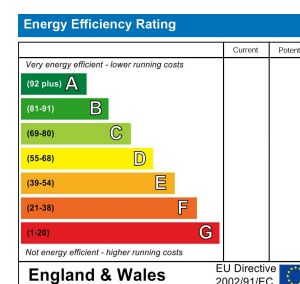 Energy Efficiency Rating
Current Potent
Very energy efficient - lower running costs
(92 plus) A
(81-91) B
(69-80) C
(55-68) D
(39-54) E
(21-38) F
(1-20) G
Not energy efficient - higher running costs
England & Wales
EU Directive
2002/91/EC